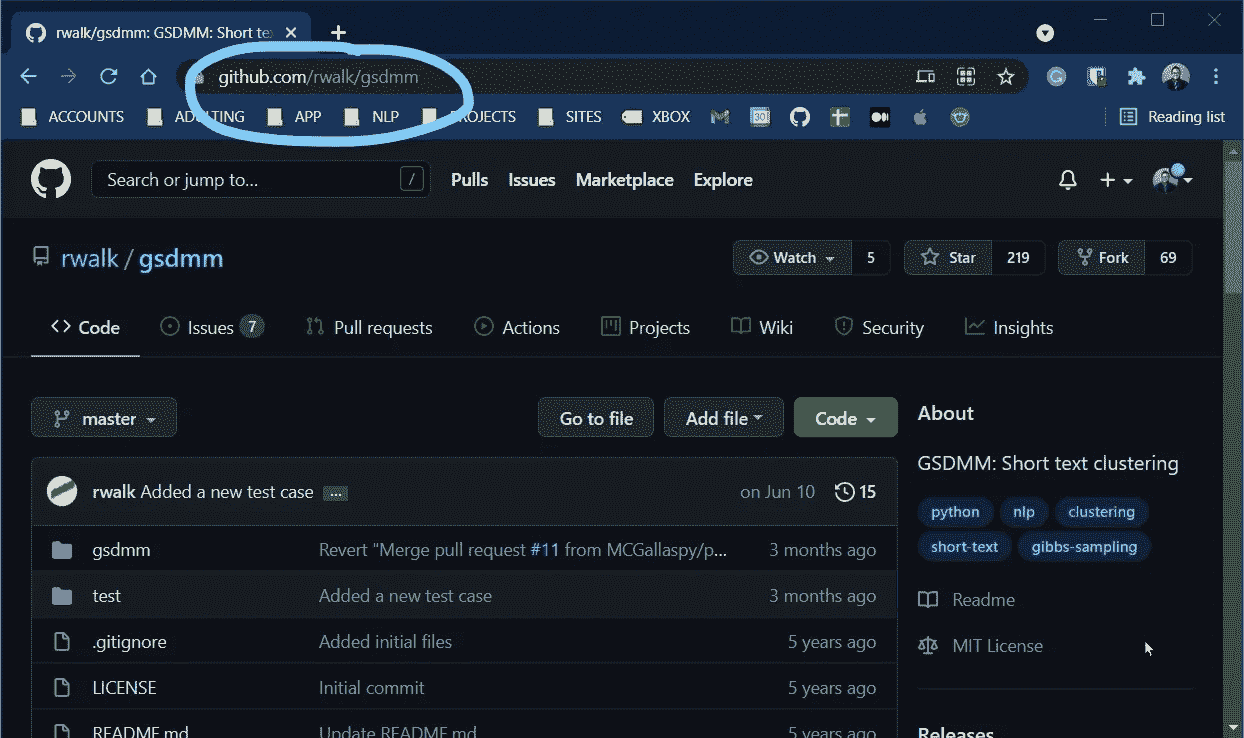 rwalk/gsdmm: GSDMM: Short te
github.com/rwalk/gsdmm
ACCOUNTS ADULTING APP NLP PROJECTS SITES XBOX 30 Reading list
Search or jump to... / Pulls Issues Marketplace Explore
rwalk / gsdmm Watch 5 Star 219 Fork 69
Code Issues 7 Pull requests Actions Projects Wiki Security Insights
master Go to file Add file Code About
GSDMM: Short text clustering
rwalk Added a new test case ... on Jun 10 15
python nlp clustering
short-text gibbs-sampling
gsdmm Revert "Merge pull request #11 from MCGallaspy/p... 3 months ago
test Added a new test case 3 months ago
Readme
.gitignore Added initial files 5 years ago
MIT License
LICENSE Initial commit 5 years ago
README.md Update README.md 5 years ago
Releases